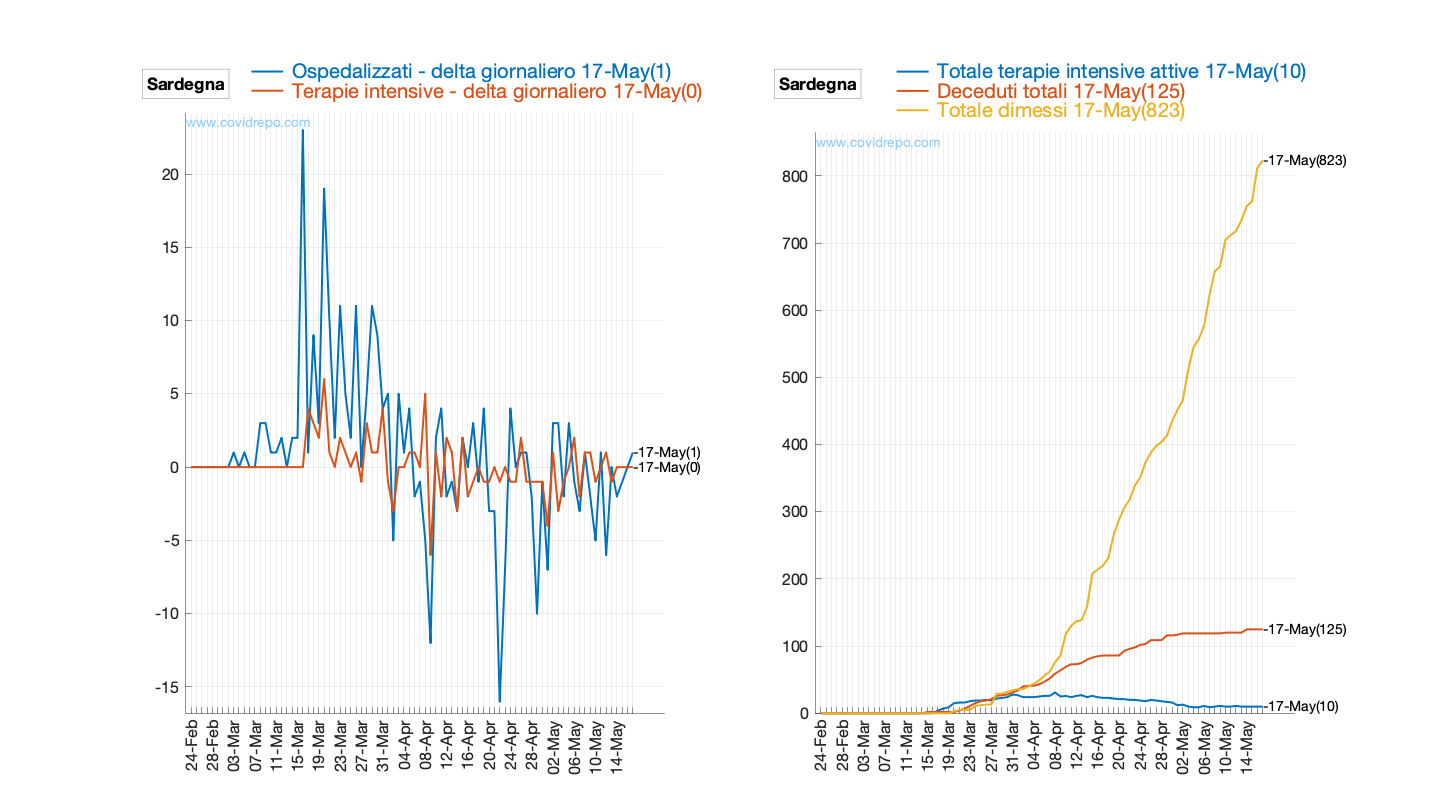 Sardegna
Ospedalizzati - delta giornaliero 17-May(1)
Terapie intensive - delta giornaliero 17-May(0)
www.covidrepo.com
20
15
10
5
0
-5
-10
-15
-17-May(1)
-17-May(0)
24-Feb
28-Feb
03-Mar
07-Mar
11-Mar
15-Mar
19-Mar
23-Mar
27-Mar
31-Mar
04-Apr
08-Apr
12-Apr
16-Apr
20-Apr
24-Apr
28-Apr
02-May
06-May
10-May
14-May
Sardegna
Totale terapie intensive attive 17-May(10)
Deceduti totali 17-May(125)
Totale dimessi 17-May(823)
www.covidrepo.com
800
700
600
500
400
300
200
100
0
-17-May(823)
-17-May(125)
-17-May(10)
24-Feb
28-Feb
03-Mar
07-Mar
11-Mar
15-Mar
19-Mar
23-Mar
27-Mar
31-Mar
04-Apr
08-Apr
12-Apr
16-Apr
20-Apr
24-Apr
28-Apr
02-May
06-May
10-May
14-May